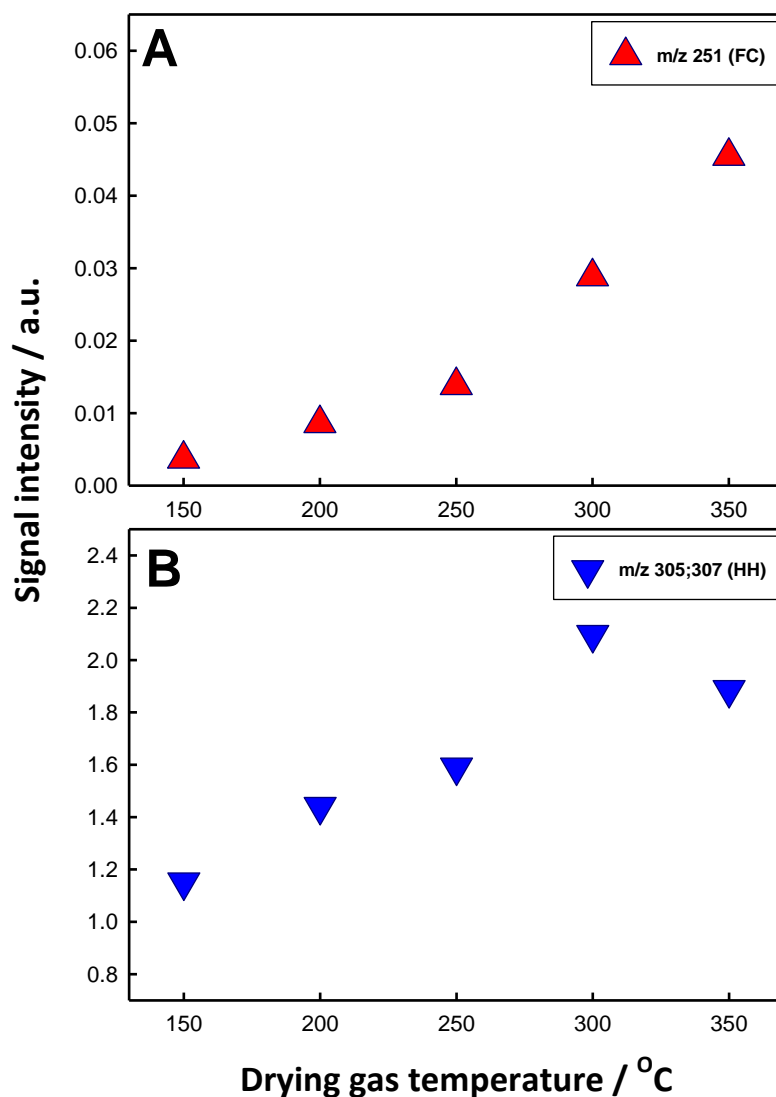 A
m/z 251 (FC)
0.06
0.05
0.04
0.03
0.02
0.01
0.00
150 200 250 300 350
Signal intensity / a.u.
B
m/z 305;307 (HH)
2.4
2.2
2.0
1.8
1.6
1.4
1.2
1.0
0.8
150 200 250 300 350
Drying gas temperature / °C